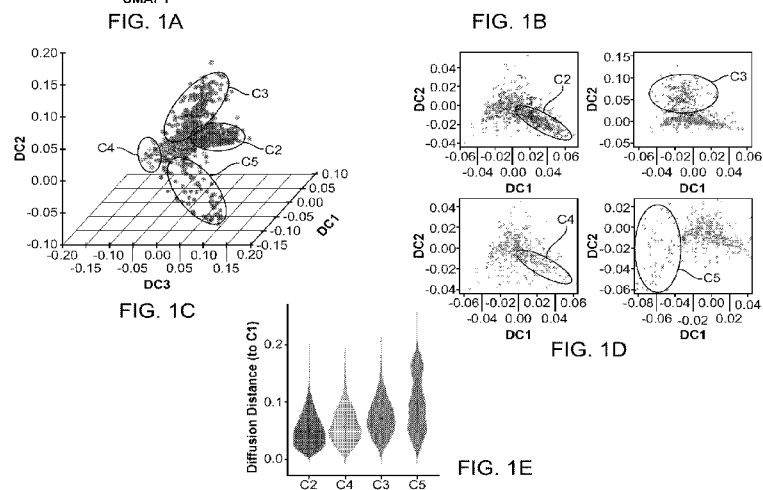 FIG. 1A
FIG. 1B
DC2
0.20
0.15
0.10
0.05
0.00
-0.05
-0.10
C3
C2
C4
C5
0.10
0.05
0.00
-0.05
-0.10
-0.15
DC1
-0.20 -0.15 -0.10 -0.05 0.00 0.05 0.10 0.15 0.20
DC3
FIG. 1C
DC2
0.04
0.02
0.00
-0.02
-0.04
C2
-0.06 -0.04 -0.02 0.00 0.02 0.04 0.06
DC1
DC2
0.15
0.10
0.05
0.00
-0.05
C3
-0.06 -0.04 -0.02 0.00 0.02 0.04 0.06
DC1
DC2
0.04
0.02
0.00
-0.02
-0.04
C4
-0.06 -0.04 -0.02 0.00 0.02 0.04 0.06
DC1
DC2
0.02
0.00
-0.02
-0.04
-0.06
C5
-0.08 -0.06 -0.04 -0.02 0.00 0.02 0.04
DC1
FIG. 1D
Diffusion Distance (to C1)
0.2
0.1
0.0
C2 C4 C3 C5
FIG. 1E